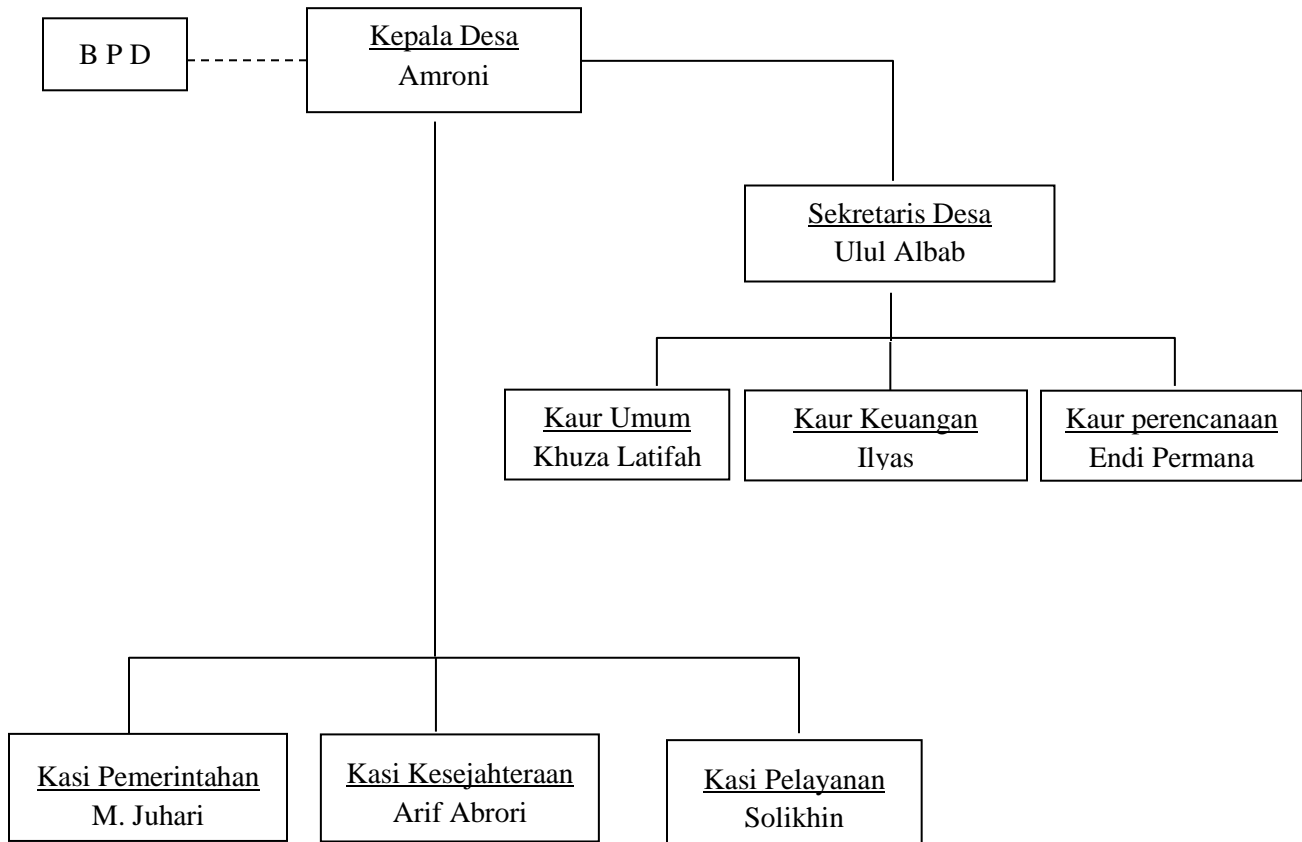 B P D
Kepala Desa
Amroni
Sekretaris Desa
Ulul Albab
Kaur Umum
Khuza Latifah
Kaur Keuangan
Ilyas
Kaur perencanaan
Endi Permana
Kasi Pemerintahan
M. Juhari
Kasi Kesejahteraan
Arif Abrori
Kasi Pelayanan
Solikhin